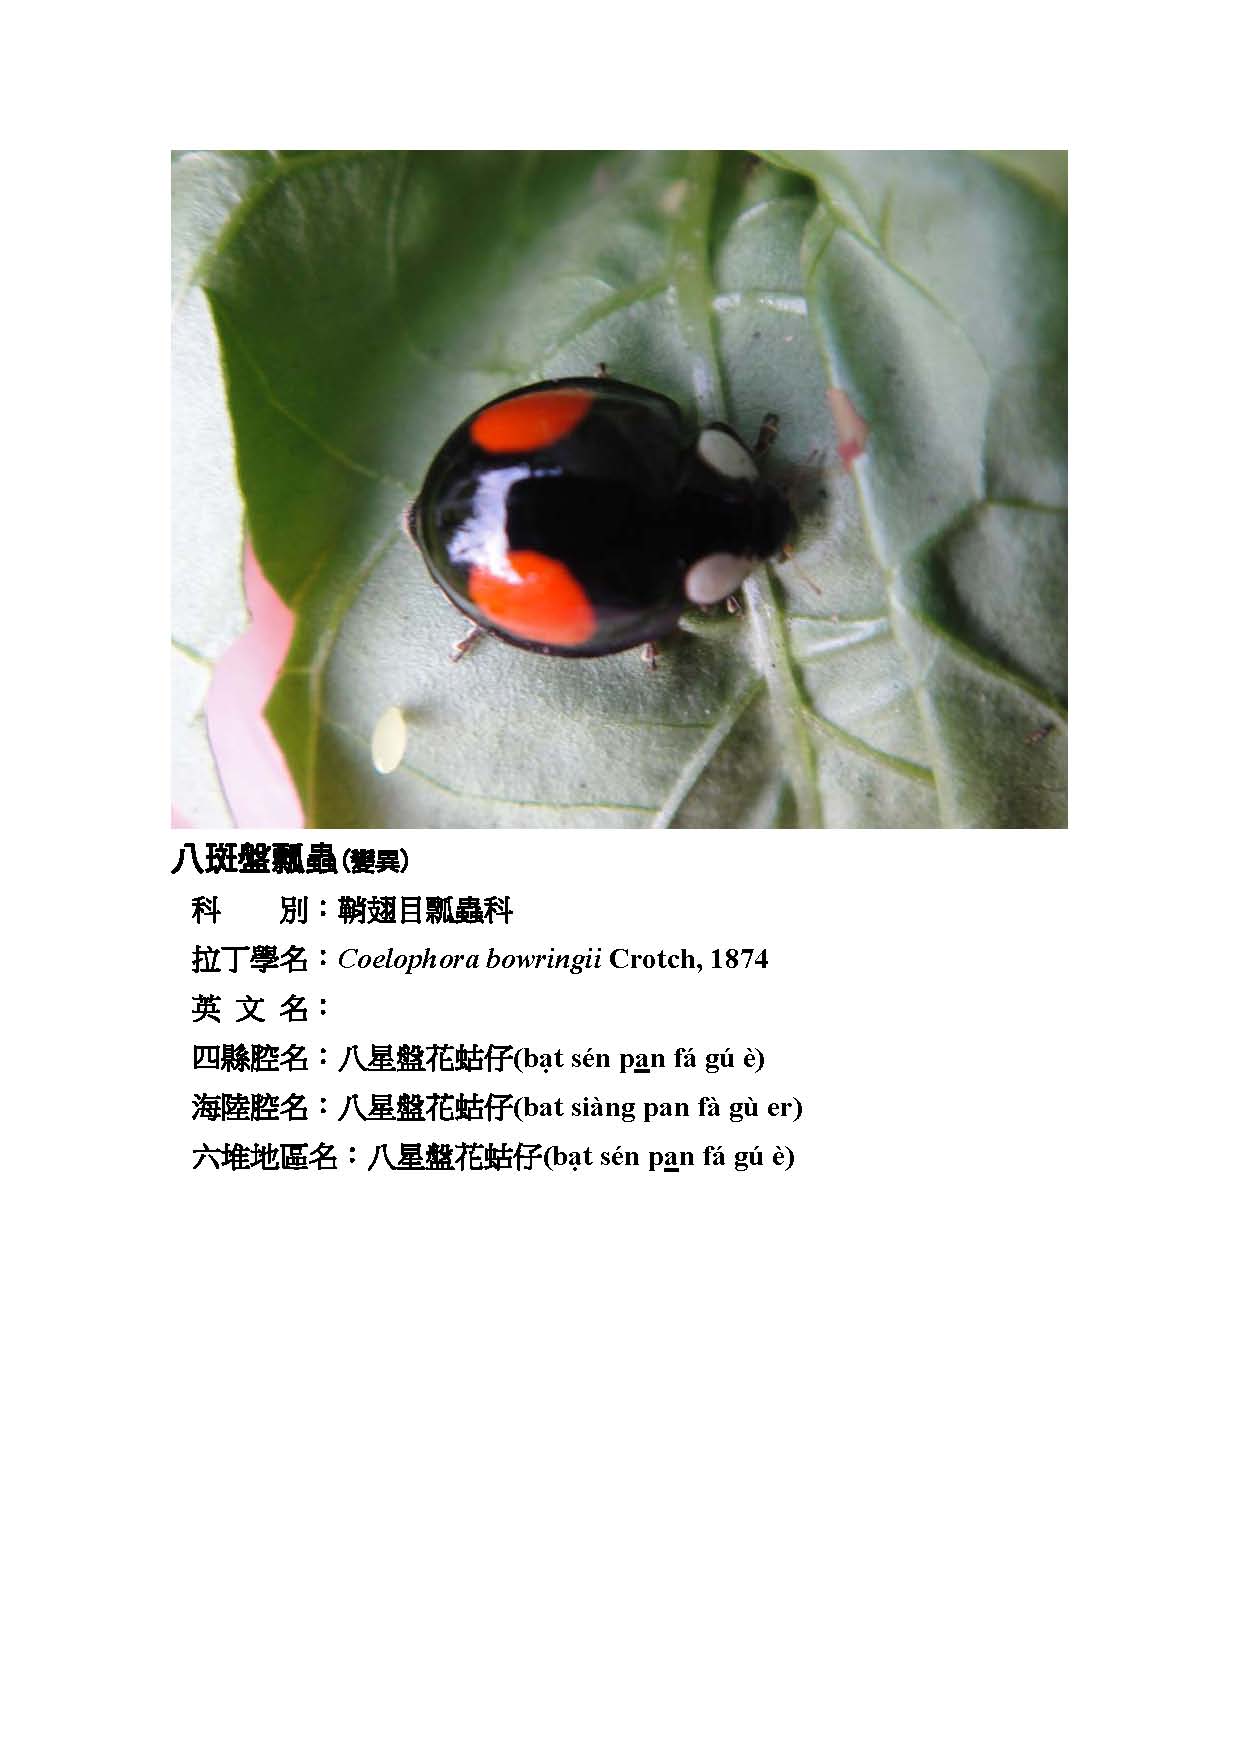 八斑盤瓢蟲(變異)
科　　別：鞘翅目瓢蟲科
拉丁學名：Coelophora bowringii Crotch, 1874
英 文 名：
四縣腔名：八星盤花蛄仔(bạt sén pan fá gú è)
海陸腔名：八星盤花蛄仔(bat siàng pan fà gù er)
六堆地區名：八星盤花蛄仔(bạt sén pan fá gú è)